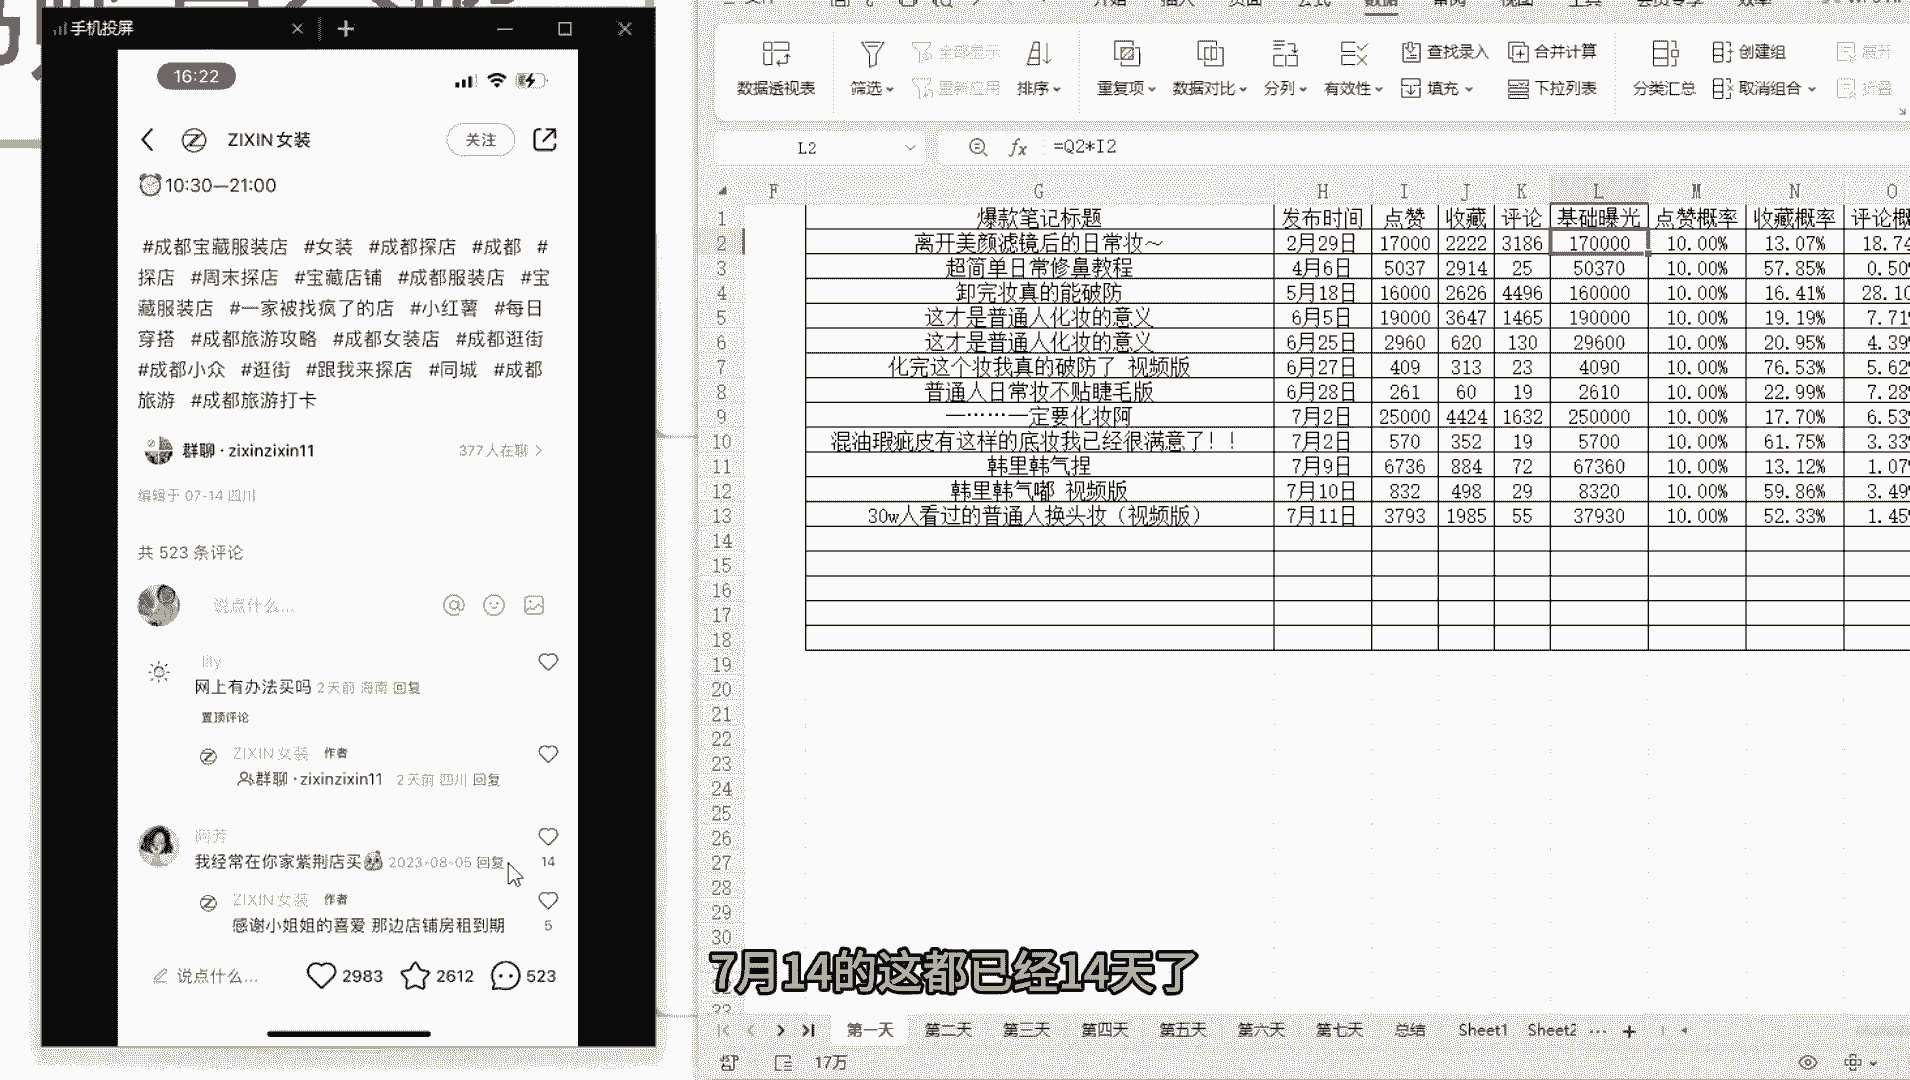 手机投屏
16:22
ZIXIN女装
关注
⏰10:30—21:00
#成都宝藏服装店 #女装 #成都探店 #成都 #
探店 #周末探店 #宝藏店铺 #成都服装店 #宝
藏服装店 #一家被找疯了的店 #小红薯 #每日
穿搭 #成都旅游攻略 #成都女装店 #成都逛街
#成都小众 #逛街 #跟我来探店 #同城 #成都
旅游 #成都旅游打卡
群聊·zixinzixin11 377人在聊
编辑于 07-14 四川
共 523 条评论
说点什么...
lily
网上有办法买吗 2天前 海南 回复
置顶评论
ZIXIN女装 作者
群聊·zixinzixin11 2天前 四川 回复
阿芳
我经常在你家紫荆店买 2023-08-05 回复 14
ZIXIN女装 作者
感谢小姐姐的喜爱 那边店铺房租到期 5
说点什么... 2983 2612 523
全部显示 查找录入 合并计算 创建组 展开
数据透视表 筛选 重新应用 排序 重复项 数据对比 分列 有效性 填充 下拉列表 分类汇总 取消组合 折叠
L2 fx =Q2*I2
F G H I J K L M N O
1 爆款笔记标题 发布时间 点赞 收藏 评论 基础曝光 点赞概率 收藏概率 评论概
2 离开美颜滤镜后的日常妆～ 2月29日 17000 2222 3186 170000 10.00% 13.07% 18.74
3 超简单日常修鼻教程 4月6日 5037 2914 25 50370 10.00% 57.85% 0.50
4 卸完妆真的能破防 5月18日 16000 2626 4496 160000 10.00% 16.41% 28.10
5 这才是普通人化妆的意义 6月5日 19000 3647 1465 190000 10.00% 19.19% 7.71
6 这才是普通人化妆的意义 6月25日 2960 620 130 29600 10.00% 20.95% 4.39
7 化完这个妆我真的破防了 视频版 6月27日 409 313 23 4090 10.00% 76.53% 5.62
8 普通人日常妆不贴睫毛版 6月28日 261 60 19 2610 10.00% 22.99% 7.28
9 一……一定要化妆阿 7月2日 25000 4424 1632 250000 10.00% 17.70% 6.53
10 混油瑕疵皮有这样的底妆我已经很满意了！！ 7月2日 570 352 19 5700 10.00% 61.75% 3.33
11 韩里韩气捏 7月9日 6736 884 72 67360 10.00% 13.12% 1.07
12 韩里韩气嘟 视频版 7月10日 832 498 29 8320 10.00% 59.86% 3.49
13 30w人看过的普通人换头妆（视频版） 7月11日 3793 1985 55 37930 10.00% 52.33% 1.45
14
15
16
17
18
19
20
21
22
23
24
25
26
27
28
29
30
7月14的这都已经14天了
第一天 第二天 第三天 第四天 第五天 第六天 第七天 总结 Sheet1 Sheet2 ···
17万